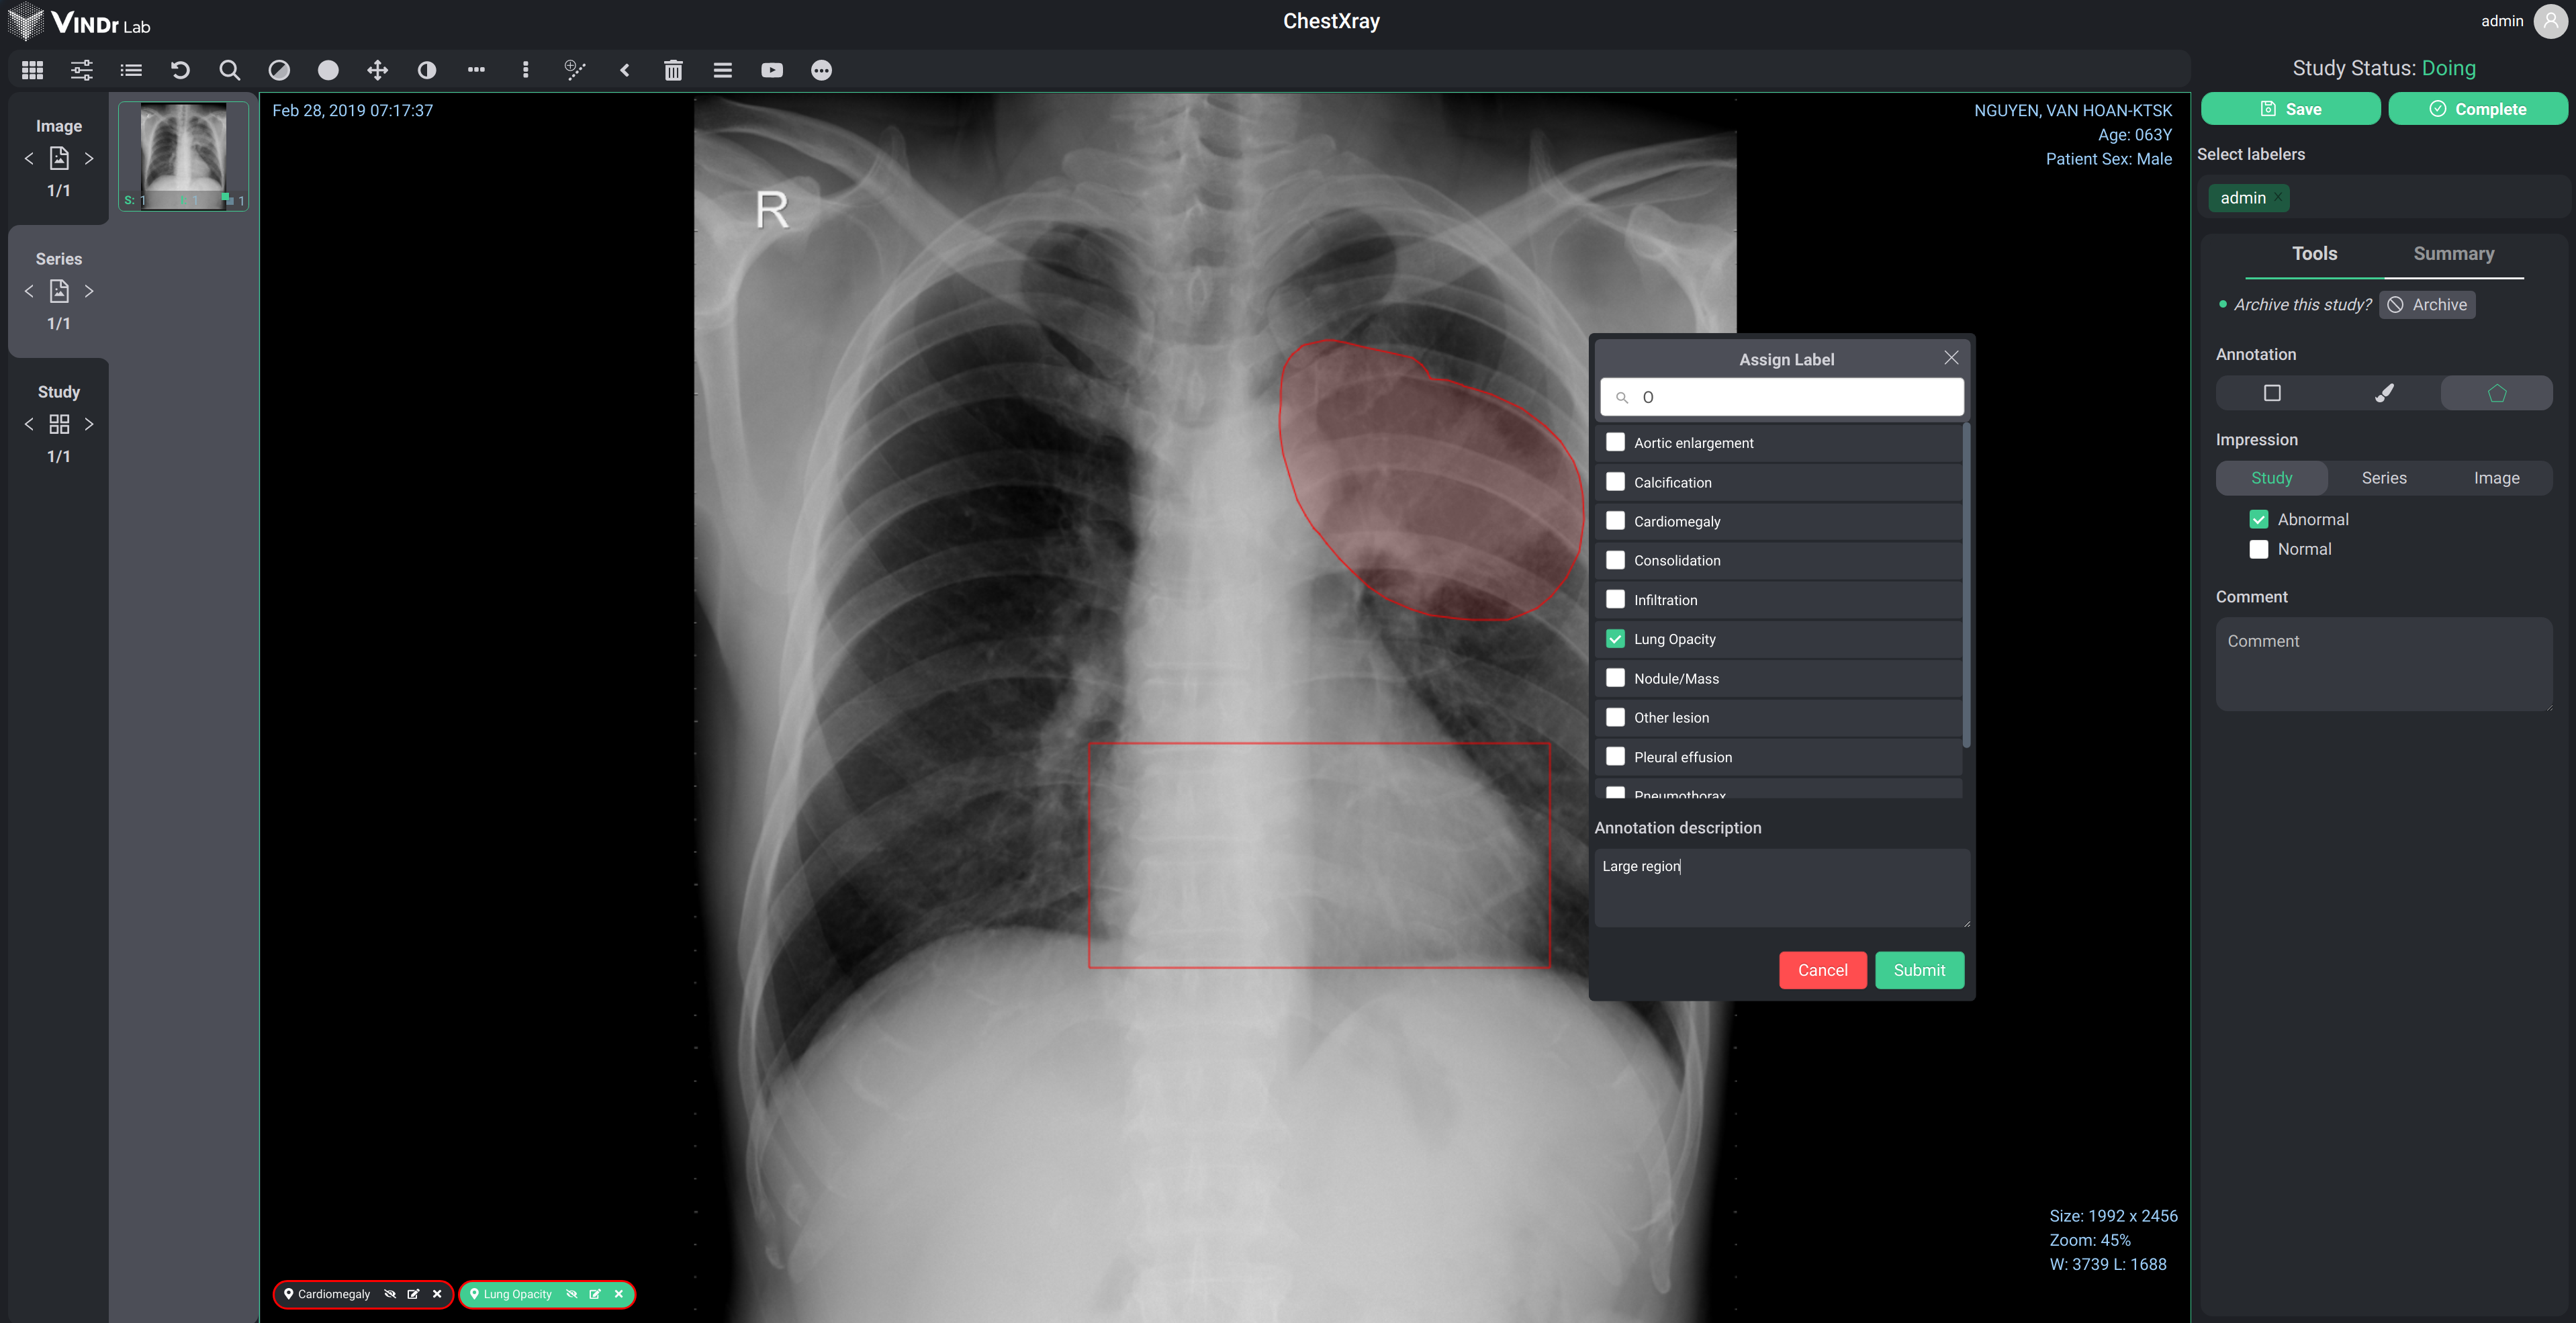 VINDr Lab
ChestXray
admin
Study Status: Doing
Save
Complete
Select labelers
admin
Tools
Summary
Archive this study?
Archive
Annotation
Impression
Study
Series
Image
Abnormal
Normal
Comment
Comment
Image
1/1
Series
1/1
Study
1/1
S: 1
1
1
Feb 28, 2019 07:17:37
NGUYEN, VAN HOAN-KTSK
Age: 063Y
Patient Sex: Male
R
Assign Label
O
Aortic enlargement
Calcification
Cardiomegaly
Consolidation
Infiltration
Lung Opacity
Nodule/Mass
Other lesion
Pleural effusion
Pneumothorax
Annotation description
Large region
Cancel
Submit
Size: 1992 x 2456
Zoom: 45%
W: 3739 L: 1688
Cardiomegaly
Lung Opacity